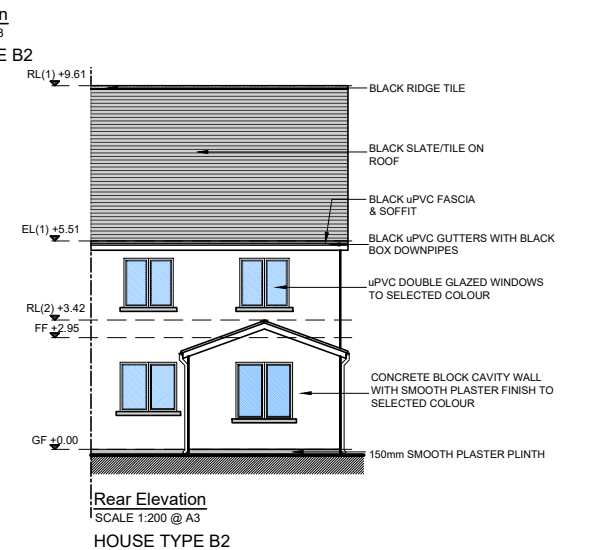 n
3
E B2
RL(1) +9.61
BLACK RIDGE TILE
BLACK SLATE/TILE ON
ROOF
BLACK uPVC FASCIA
& SOFFIT
EL(1) +5.51
BLACK uPVC GUTTERS WITH BLACK
BOX DOWNPIPES
uPVC DOUBLE GLAZED WINDOWS
TO SELECTED COLOUR
RL(2) +3.42
FF +2.95
CONCRETE BLOCK CAVITY WALL
WITH SMOOTH PLASTER FINISH TO
SELECTED COLOUR
GF +0.00
150mm SMOOTH PLASTER PLINTH
Rear Elevation
SCALE 1:200 @ A3
HOUSE TYPE B2